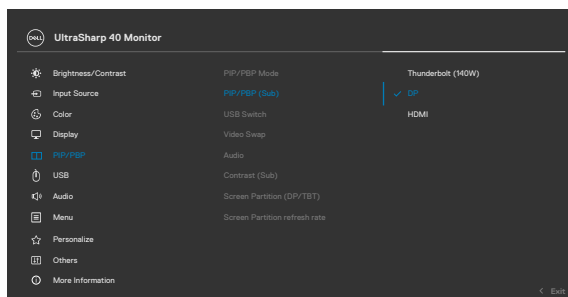 DELL UltraSharp 40 Monitor
Brightness/Contrast PIP/PBP Mode Thunderbolt (140W)
Input Source PIP/PBP (Sub) DP
Color USB Switch HDMI
Display Video Swap
PIP/PBP Audio
USB Contrast (Sub)
Audio Screen Partition (DP/TBT)
Menu Screen Partition refresh rate
Personalize
Others
More Information
Exit